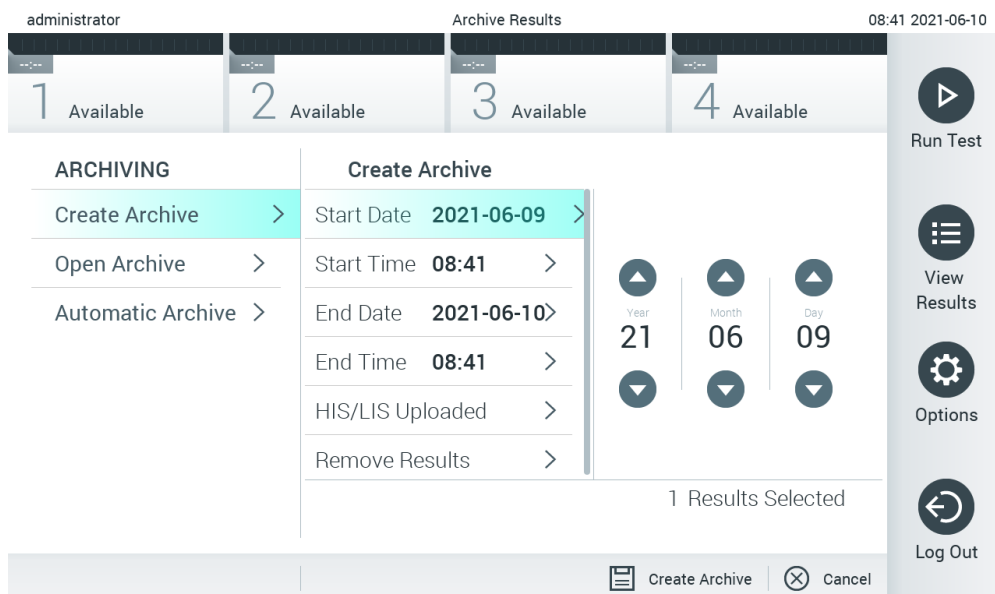 administrator Archive Results 08:41 2021-06-10
--:-- --:-- --:-- --:--
1 Available 2 Available 3 Available 4 Available
Run Test
ARCHIVING
Create Archive
Open Archive
Automatic Archive
Create Archive
Start Date 2021-06-09
Start Time 08:41
End Date 2021-06-10
End Time 08:41
HIS/LIS Uploaded
Remove Results
Year Month Day
21 06 09
1 Results Selected
View
Results
Options
Log Out
Create Archive Cancel